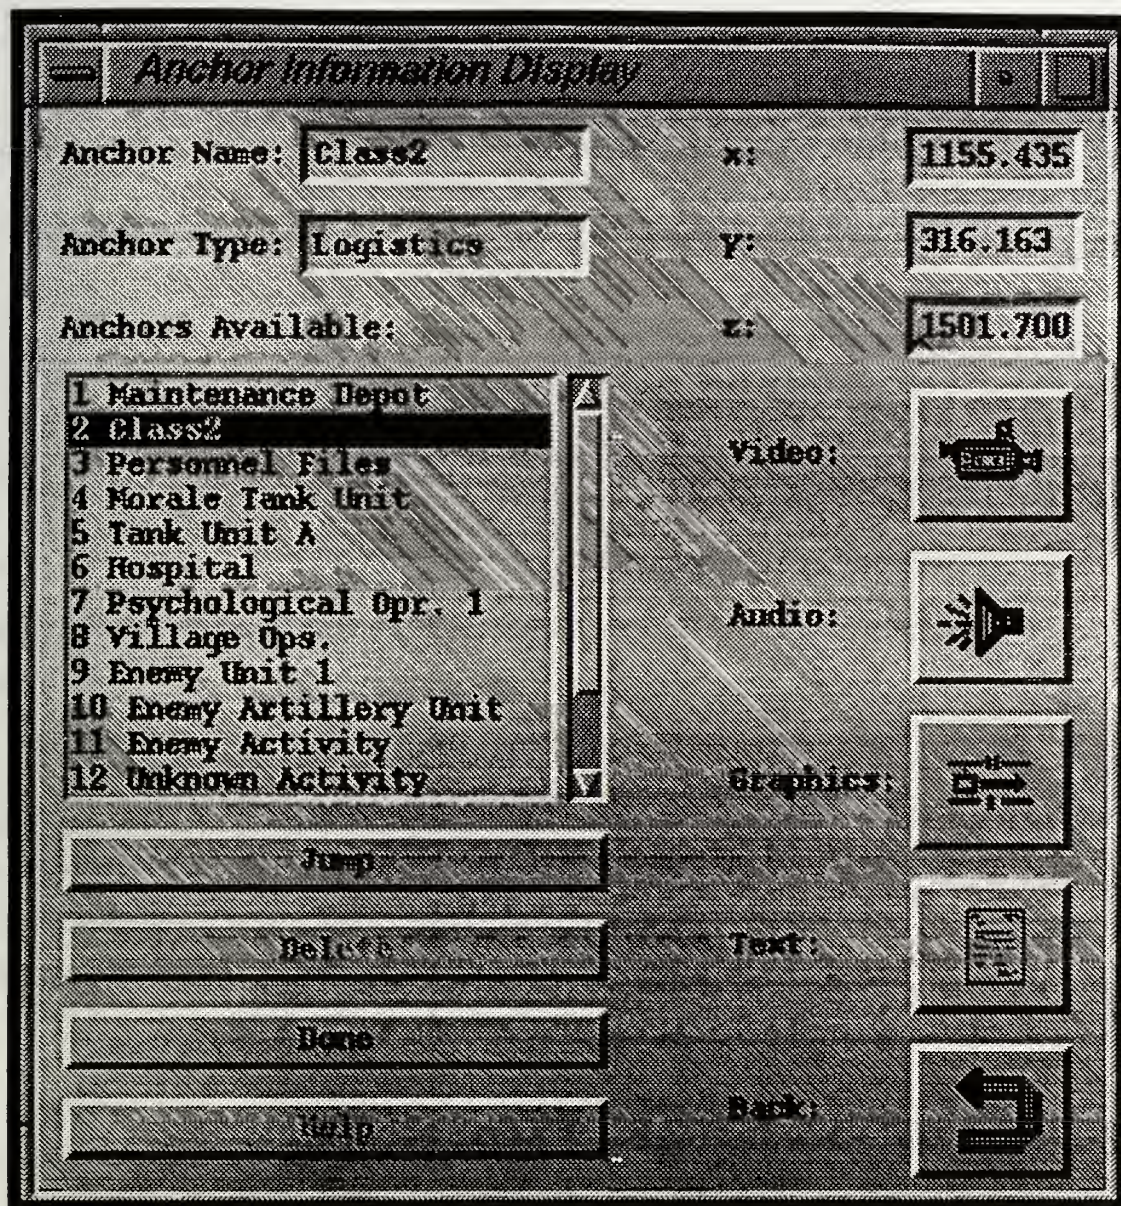 Anchor Information Display
Anchor Name: Class2
x: 1155.435
Anchor Type: Logistics
y: 316.163
Anchors Available:
z: 1501.700
1 Maintenance Depot
2 Class2
3 Personnel Files
4 Morale Tank Unit
5 Tank Unit A
6 Hospital
7 Psychological Opr. 1
8 Village Ops.
9 Enemy Unit 1
10 Enemy Artillery Unit
11 Enemy Activity
12 Unknown Activity
Video:
Audio:
Graphics:
Text:
Back:
Jump
Delete
Done
Help